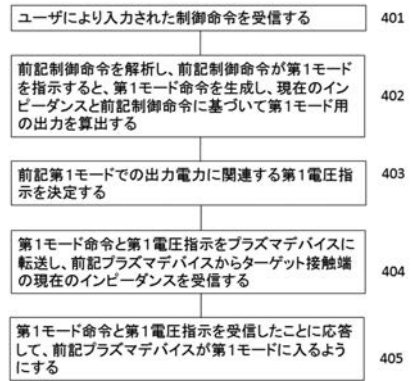 ユーザにより入力された制御命令を受信する
401
前記制御命令を解析し、前記制御命令が第1モード
を指示すると、第1モード命令を生成し、現在のイン
ピーダンスと前記制御命令に基づいて第1モード用
の出力を算出する
402
前記第1モードでの出力電力に関連する第1電圧指
示を決定する
403
第1モード命令と第1電圧指示をプラズマデバイスに
転送し、前記プラズマデバイスからターゲット接触端
の現在のインピーダンスを受信する
404
第1モード命令と第1電圧指示を受信したことに応答
して、前記プラズマデバイスが第1モードに入るよう
にする
405